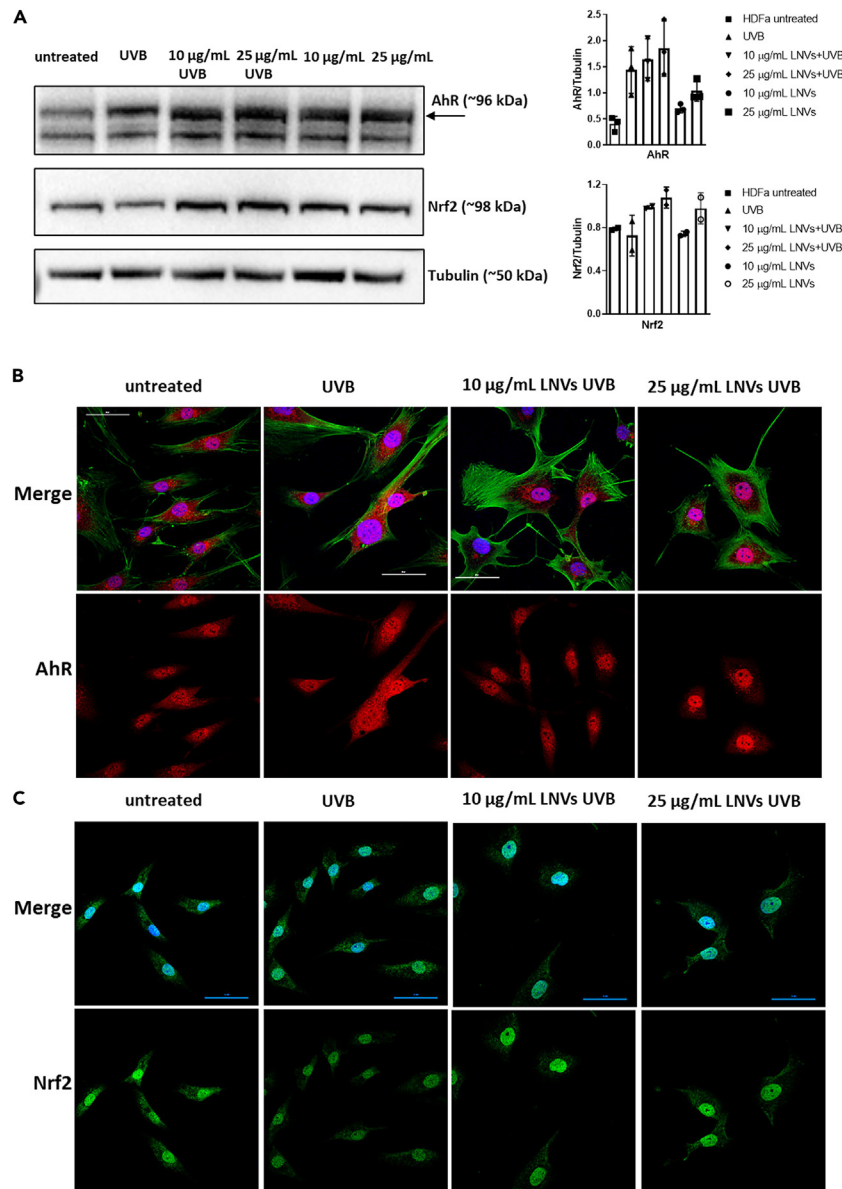 A
untreated
UVB
10 µg/mL
UVB
25 µg/mL
UVB
10 µg/mL
25 µg/mL
AhR (~96 kDa)
Nrf2 (~98 kDa)
Tubulin (~50 kDa)
AhR/Tubulin
2.5
2.0
1.5
1.0
0.5
0.0
AhR
HDFa untreated
UVB
10 µg/mL LNVs+UVB
25 µg/mL LNVs+UVB
10 µg/mL LNVs
25 µg/mL LNVs
Nrf2/Tubulin
1.2
0.8
0.4
0.0
Nrf2
HDFa untreated
UVB
10 µg/mL LNVs+UVB
25 µg/mL LNVs+UVB
10 µg/mL LNVs
25 µg/mL LNVs
B
untreated
UVB
10 µg/mL LNVs UVB
25 µg/mL LNVs UVB
Merge
AhR
C
untreated
UVB
10 µg/mL LNVs UVB
25 µg/mL LNVs UVB
Merge
Nrf2